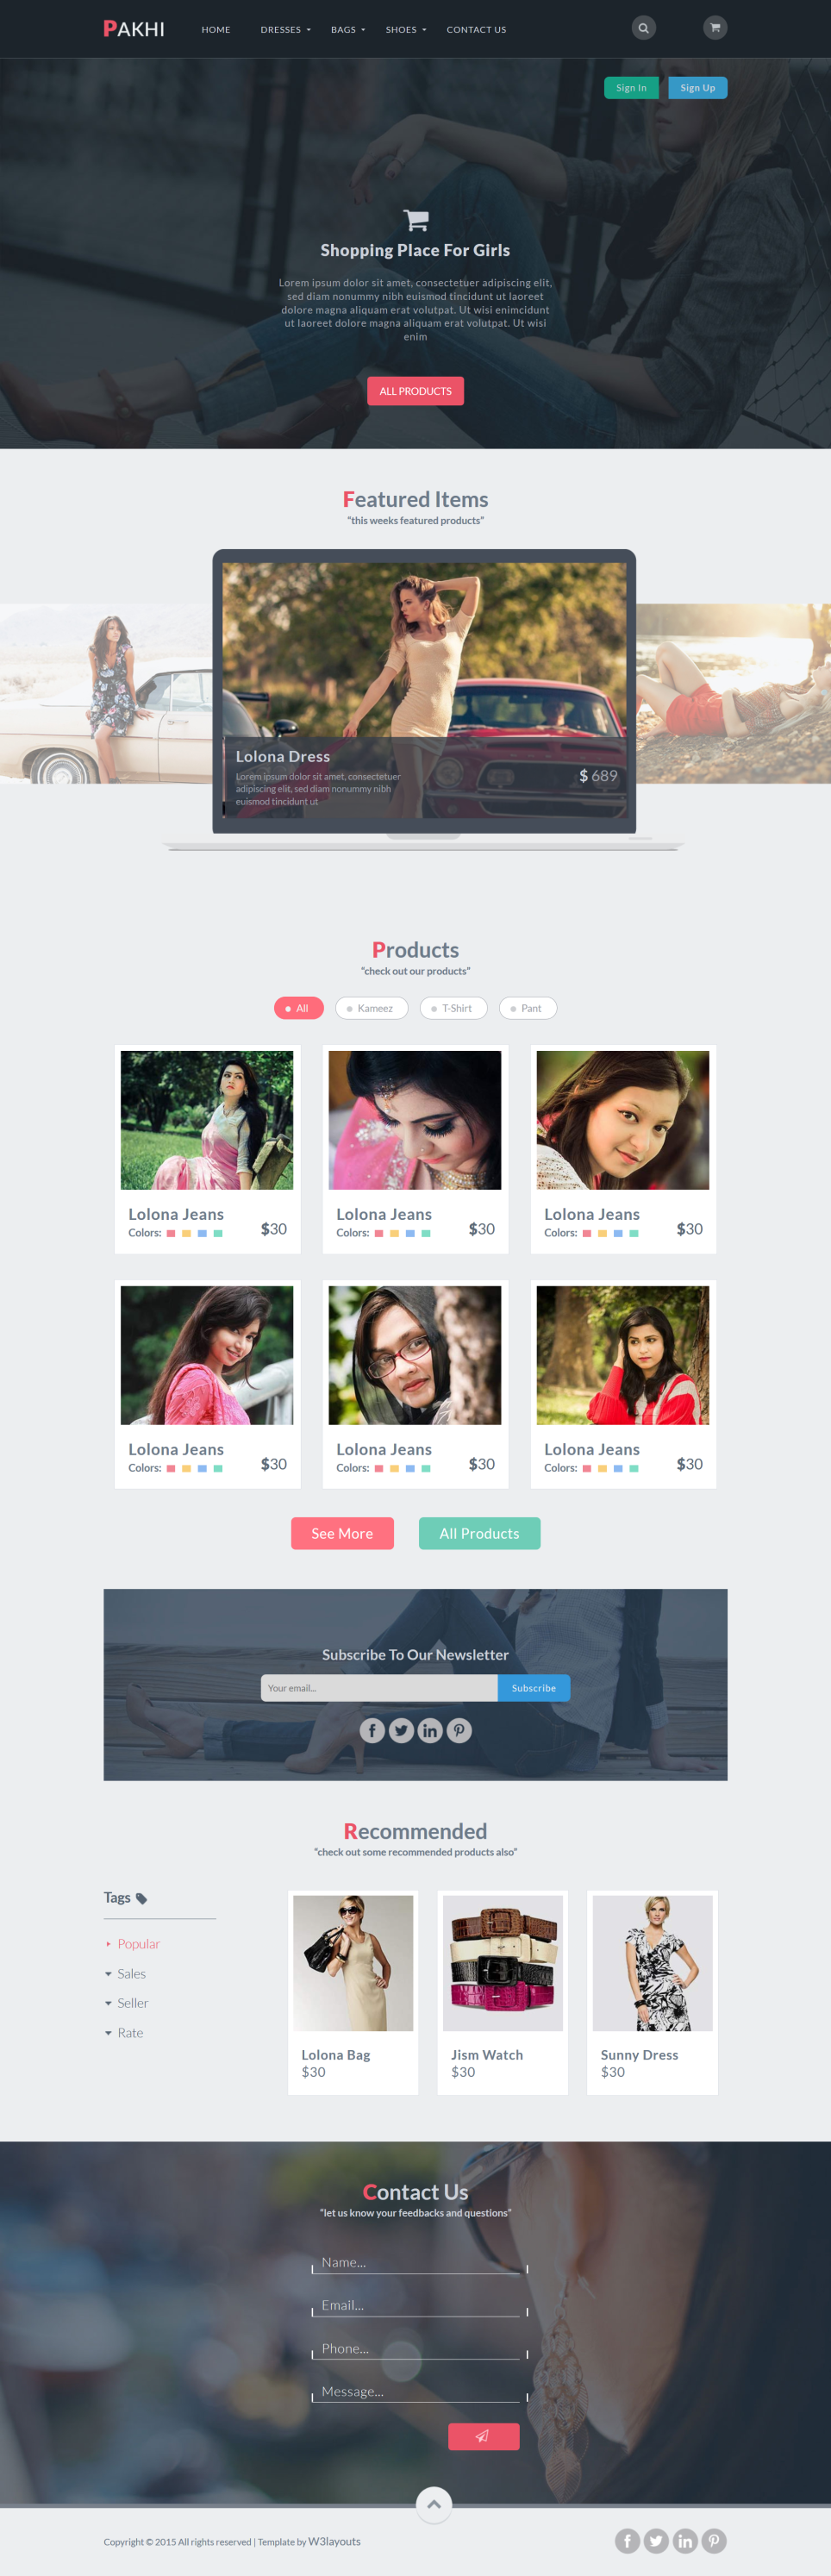 PAKHI
HOME
DRESSES
BAGS
SHOES
CONTACT US
Sign In
Sign Up
Shopping Place For Girls
Lorem ipsum dolor sit amet, consectetuer adipiscing elit,
sed diam nonummy nibh euismod tincidunt ut laoreet
dolore magna aliquam erat volutpat. Ut wisi enimcidunt
ut laoreet dolore magna aliquam erat volutpat. Ut wisi
enim
ALL PRODUCTS
Featured Items
"this weeks featured products"
Lolona Dress
Lorem ipsum dolor sit amet, consectetuer
adipiscing elit, sed diam nonummy nibh
euismod tincidunt ut
$ 689
Products
"check out our products"
All
Kameez
T-Shirt
Pant
Lolona Jeans
Colors:
$30
Lolona Jeans
Colors:
$30
Lolona Jeans
Colors:
$30
Lolona Jeans
Colors:
$30
Lolona Jeans
Colors:
$30
Lolona Jeans
Colors:
$30
See More
All Products
Subscribe To Our Newsletter
Your email...
Subscribe
Recommended
"check out some recommended products also"
Tags
Popular
Sales
Seller
Rate
Lolona Bag
$30
Jism Watch
$30
Sunny Dress
$30
Contact Us
"let us know your feedbacks and questions"
Name...
Email...
Phone...
Message...
Copyright © 2015 All rights reserved | Template by W3layouts